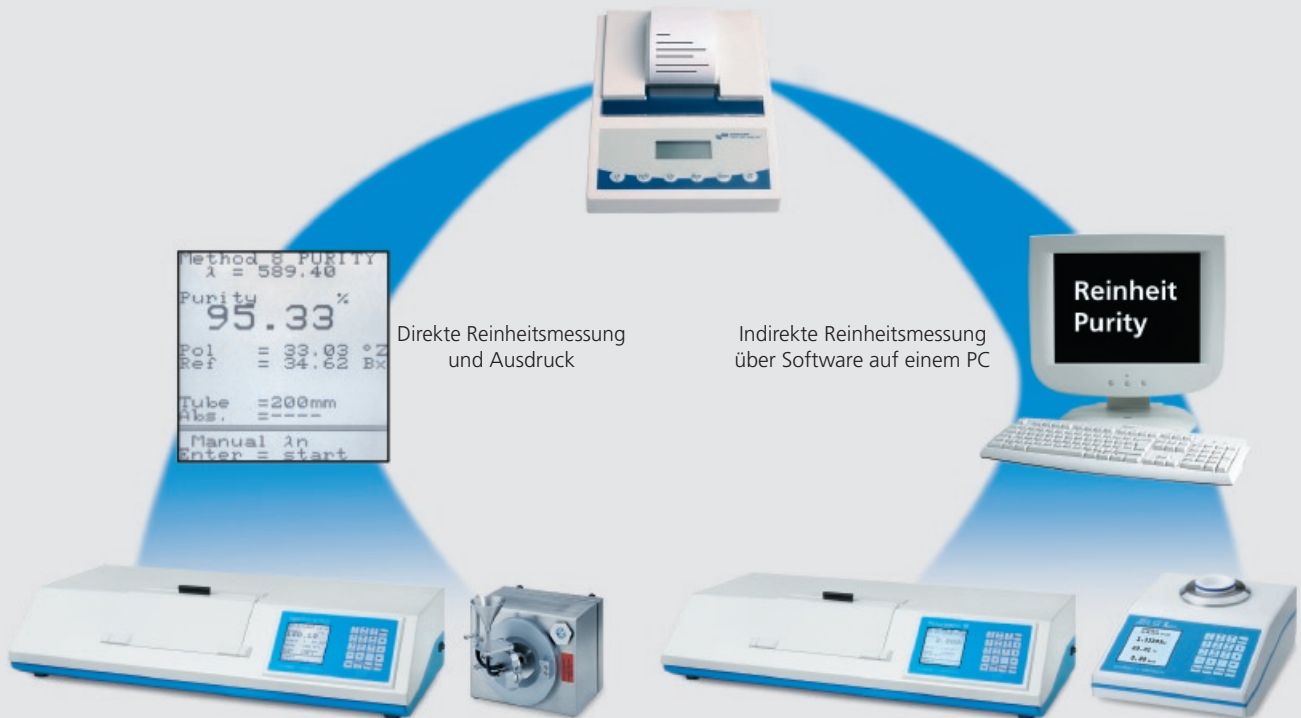 Method 8 PURITY
λ = 589.40
Purity %
95.33
Pol = 33.03 °Z
Ref = 34.62 Bx
Tube =200mm
Abs. =----
Manual λn
Enter = start
Direkte Reinheitsmessung
und Ausdruck
Indirekte Reinheitsmessung
über Software auf einem PC
Reinheit
Purity